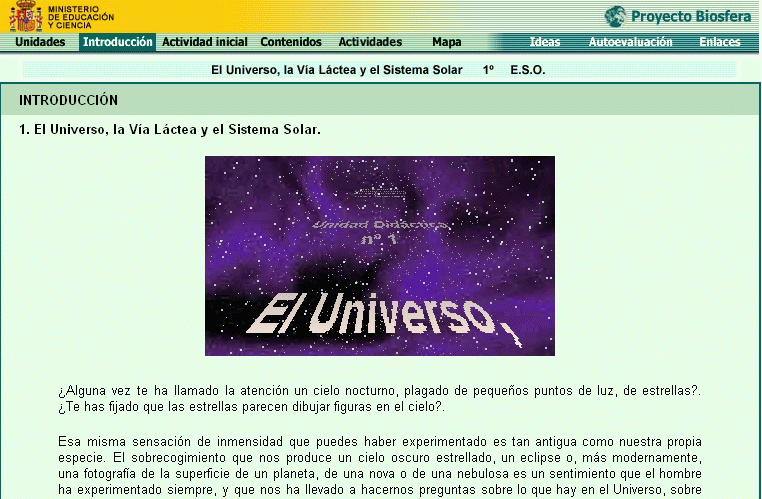 MINISTERIO
DE EDUCACIÓN
Y CIENCIA
Proyecto Biosfera
Unidades Introducción Actividad inicial Contenidos Actividades Mapa Ideas Autoevaluación Enlaces
El Universo, la Vía Láctea y el Sistema Solar 1º E.S.O.
INTRODUCCIÓN
1. El Universo, la Vía Láctea y el Sistema Solar.
Unidad Didáctica
nº 1
El Universo,
¿Alguna vez te ha llamado la atención un cielo nocturno, plagado de pequeños puntos de luz, de estrellas?.
¿Te has fijado que las estrellas parecen dibujar figuras en el cielo?.
Esa misma sensación de inmensidad que puedes haber experimentado es tan antigua como nuestra propia
especie. El sobrecogimiento que nos produce un cielo oscuro estrellado, un eclipse o, más modernamente,
una fotografía de la superficie de un planeta, de una nova o de una nebulosa es un sentimiento que el hombre
ha experimentado siempre, y que nos ha llevado a hacernos preguntas sobre lo que hay en el Universo, sobre